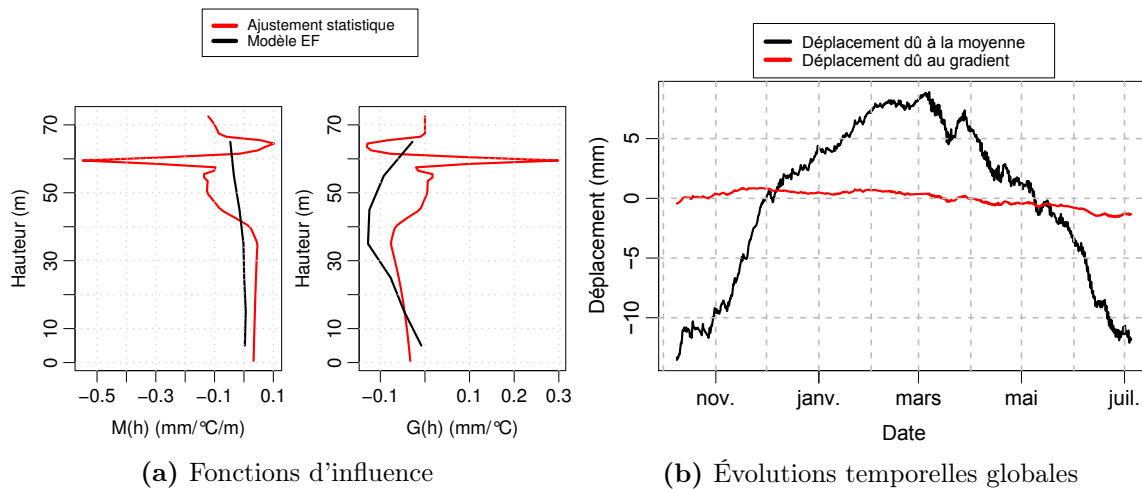 Ajustement statistique
Modèle EF
Hauteur (m)
0
10
30
50
70
−0.5
−0.3
−0.1
0.1
M(h) (mm/°C/m)
Hauteur (m)
0
10
30
50
70
−0.1
0.1
0.2
0.3
G(h) (mm/°C)
(a) Fonctions d'influence
Déplacement dû à la moyenne
Déplacement dû au gradient
Déplacement (mm)
5
0
−5
−10
nov.
janv.
mars
mai
juil.
Date
(b) Évolutions temporelles globales